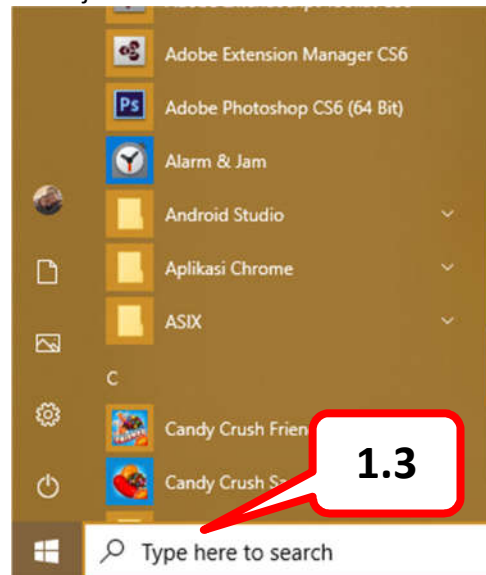 Adobe Extension Manager CS6
Ps
Adobe Photoshop CS6 (64 Bit)
Alarm & Jam
Android Studio
Aplikasi Chrome
ASIX
C
Candy Crush
Candy Crush
1.3
Type here to search